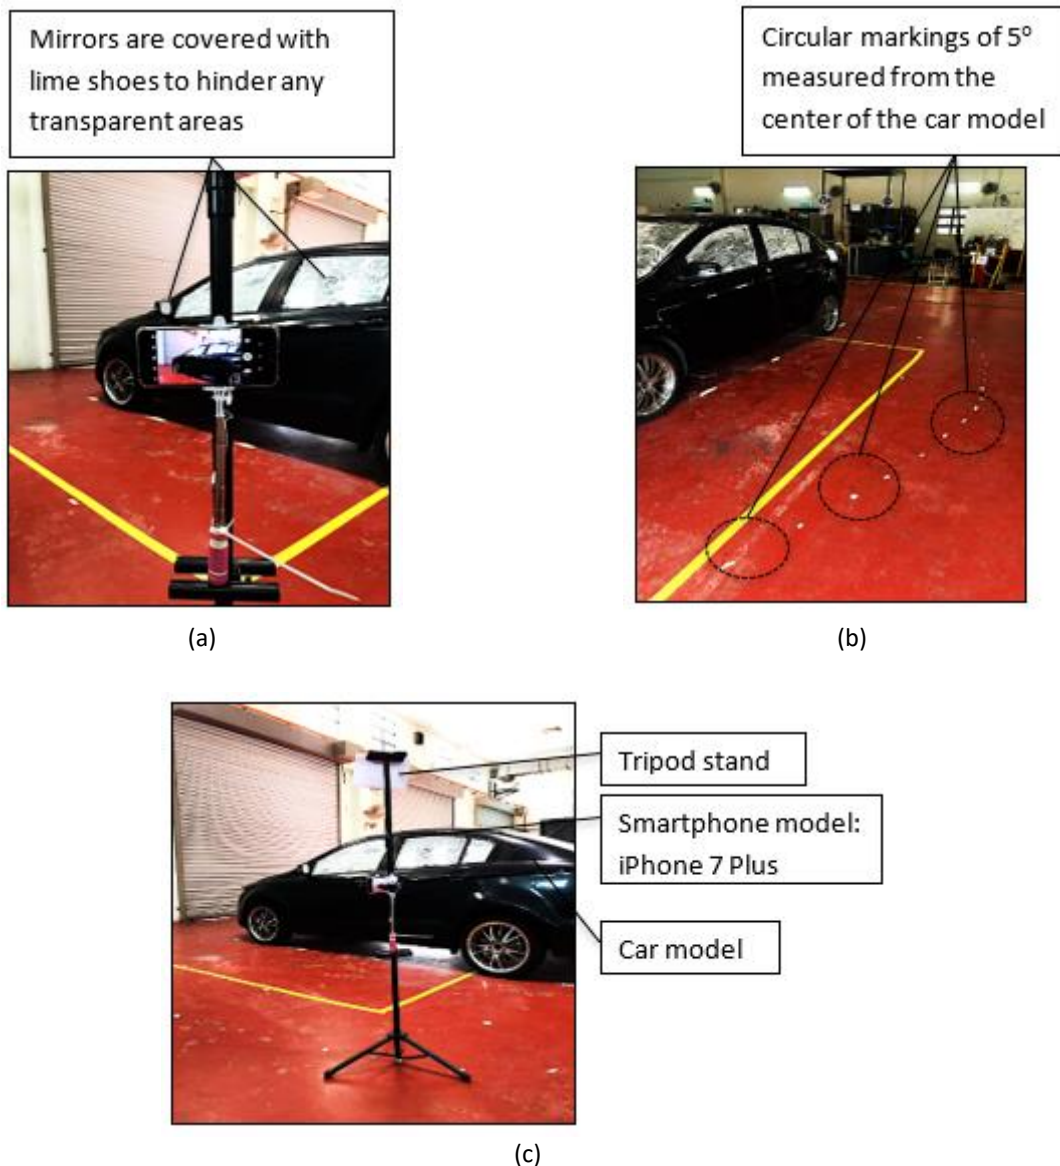 Mirrors are covered with
lime shoes to hinder any
transparent areas
Circular markings of 5°
measured from the
center of the car model
(a)
(b)
Tripod stand
Smartphone model:
iPhone 7 Plus
Car model
(c)